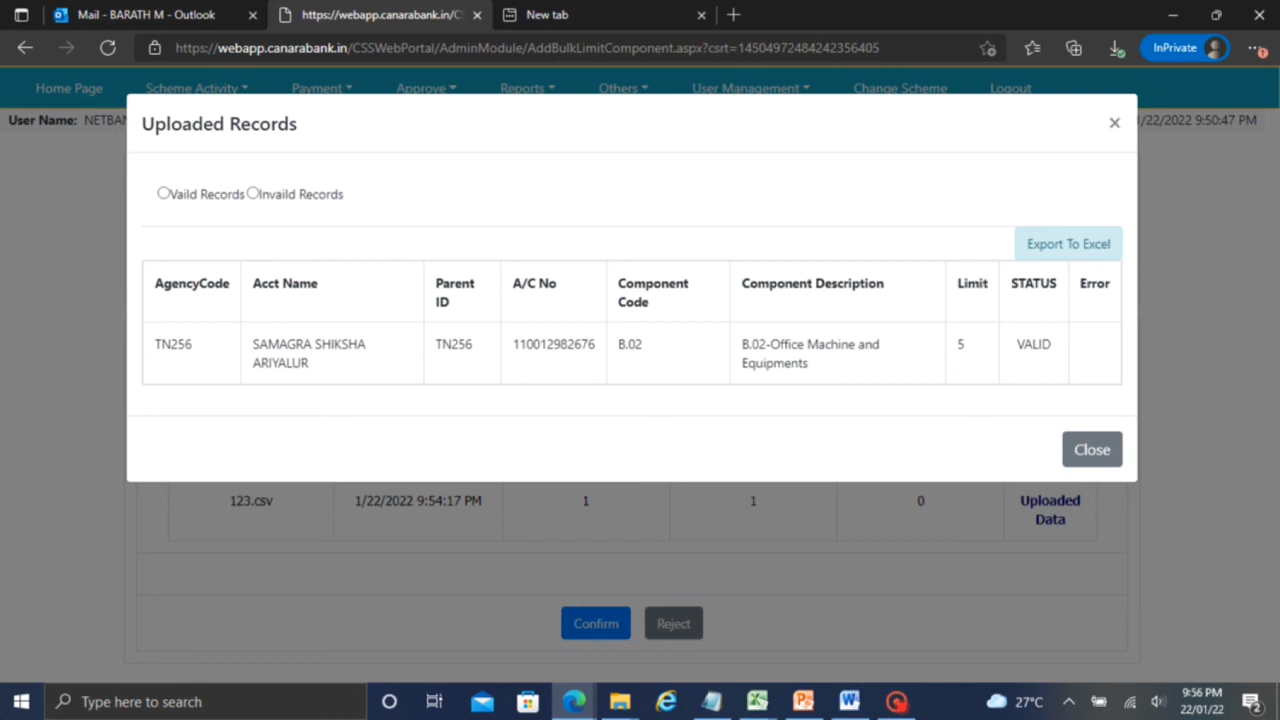 Mail - BARATH M - Outlook
https://webapp.canarabank.in/CS
New tab
https://webapp.canarabank.in/CSSWebPortal/AdminModule/AddBulkLimitComponent.aspx?csrt=14504972484242356405
InPrivate
Home Page Scheme Activity Payment Approve Reports Others User Management Change Scheme Logout
User Name: NETBAN
/22/2022 9:50:47 PM
Uploaded Records
×
Vaild Records Invaild Records
Export To Excel
AgencyCode Acct Name Parent ID A/C No Component Code Component Description Limit STATUS Error
TN256 SAMAGRA SHIKSHA ARIYALUR TN256 110012982676 B.02 B.02-Office Machine and Equipments 5 VALID
Close
123.csv 1/22/2022 9:54:17 PM 1 1 0 Uploaded Data
Confirm Reject
Type here to search
27°C
9:56 PM
22/01/22
2